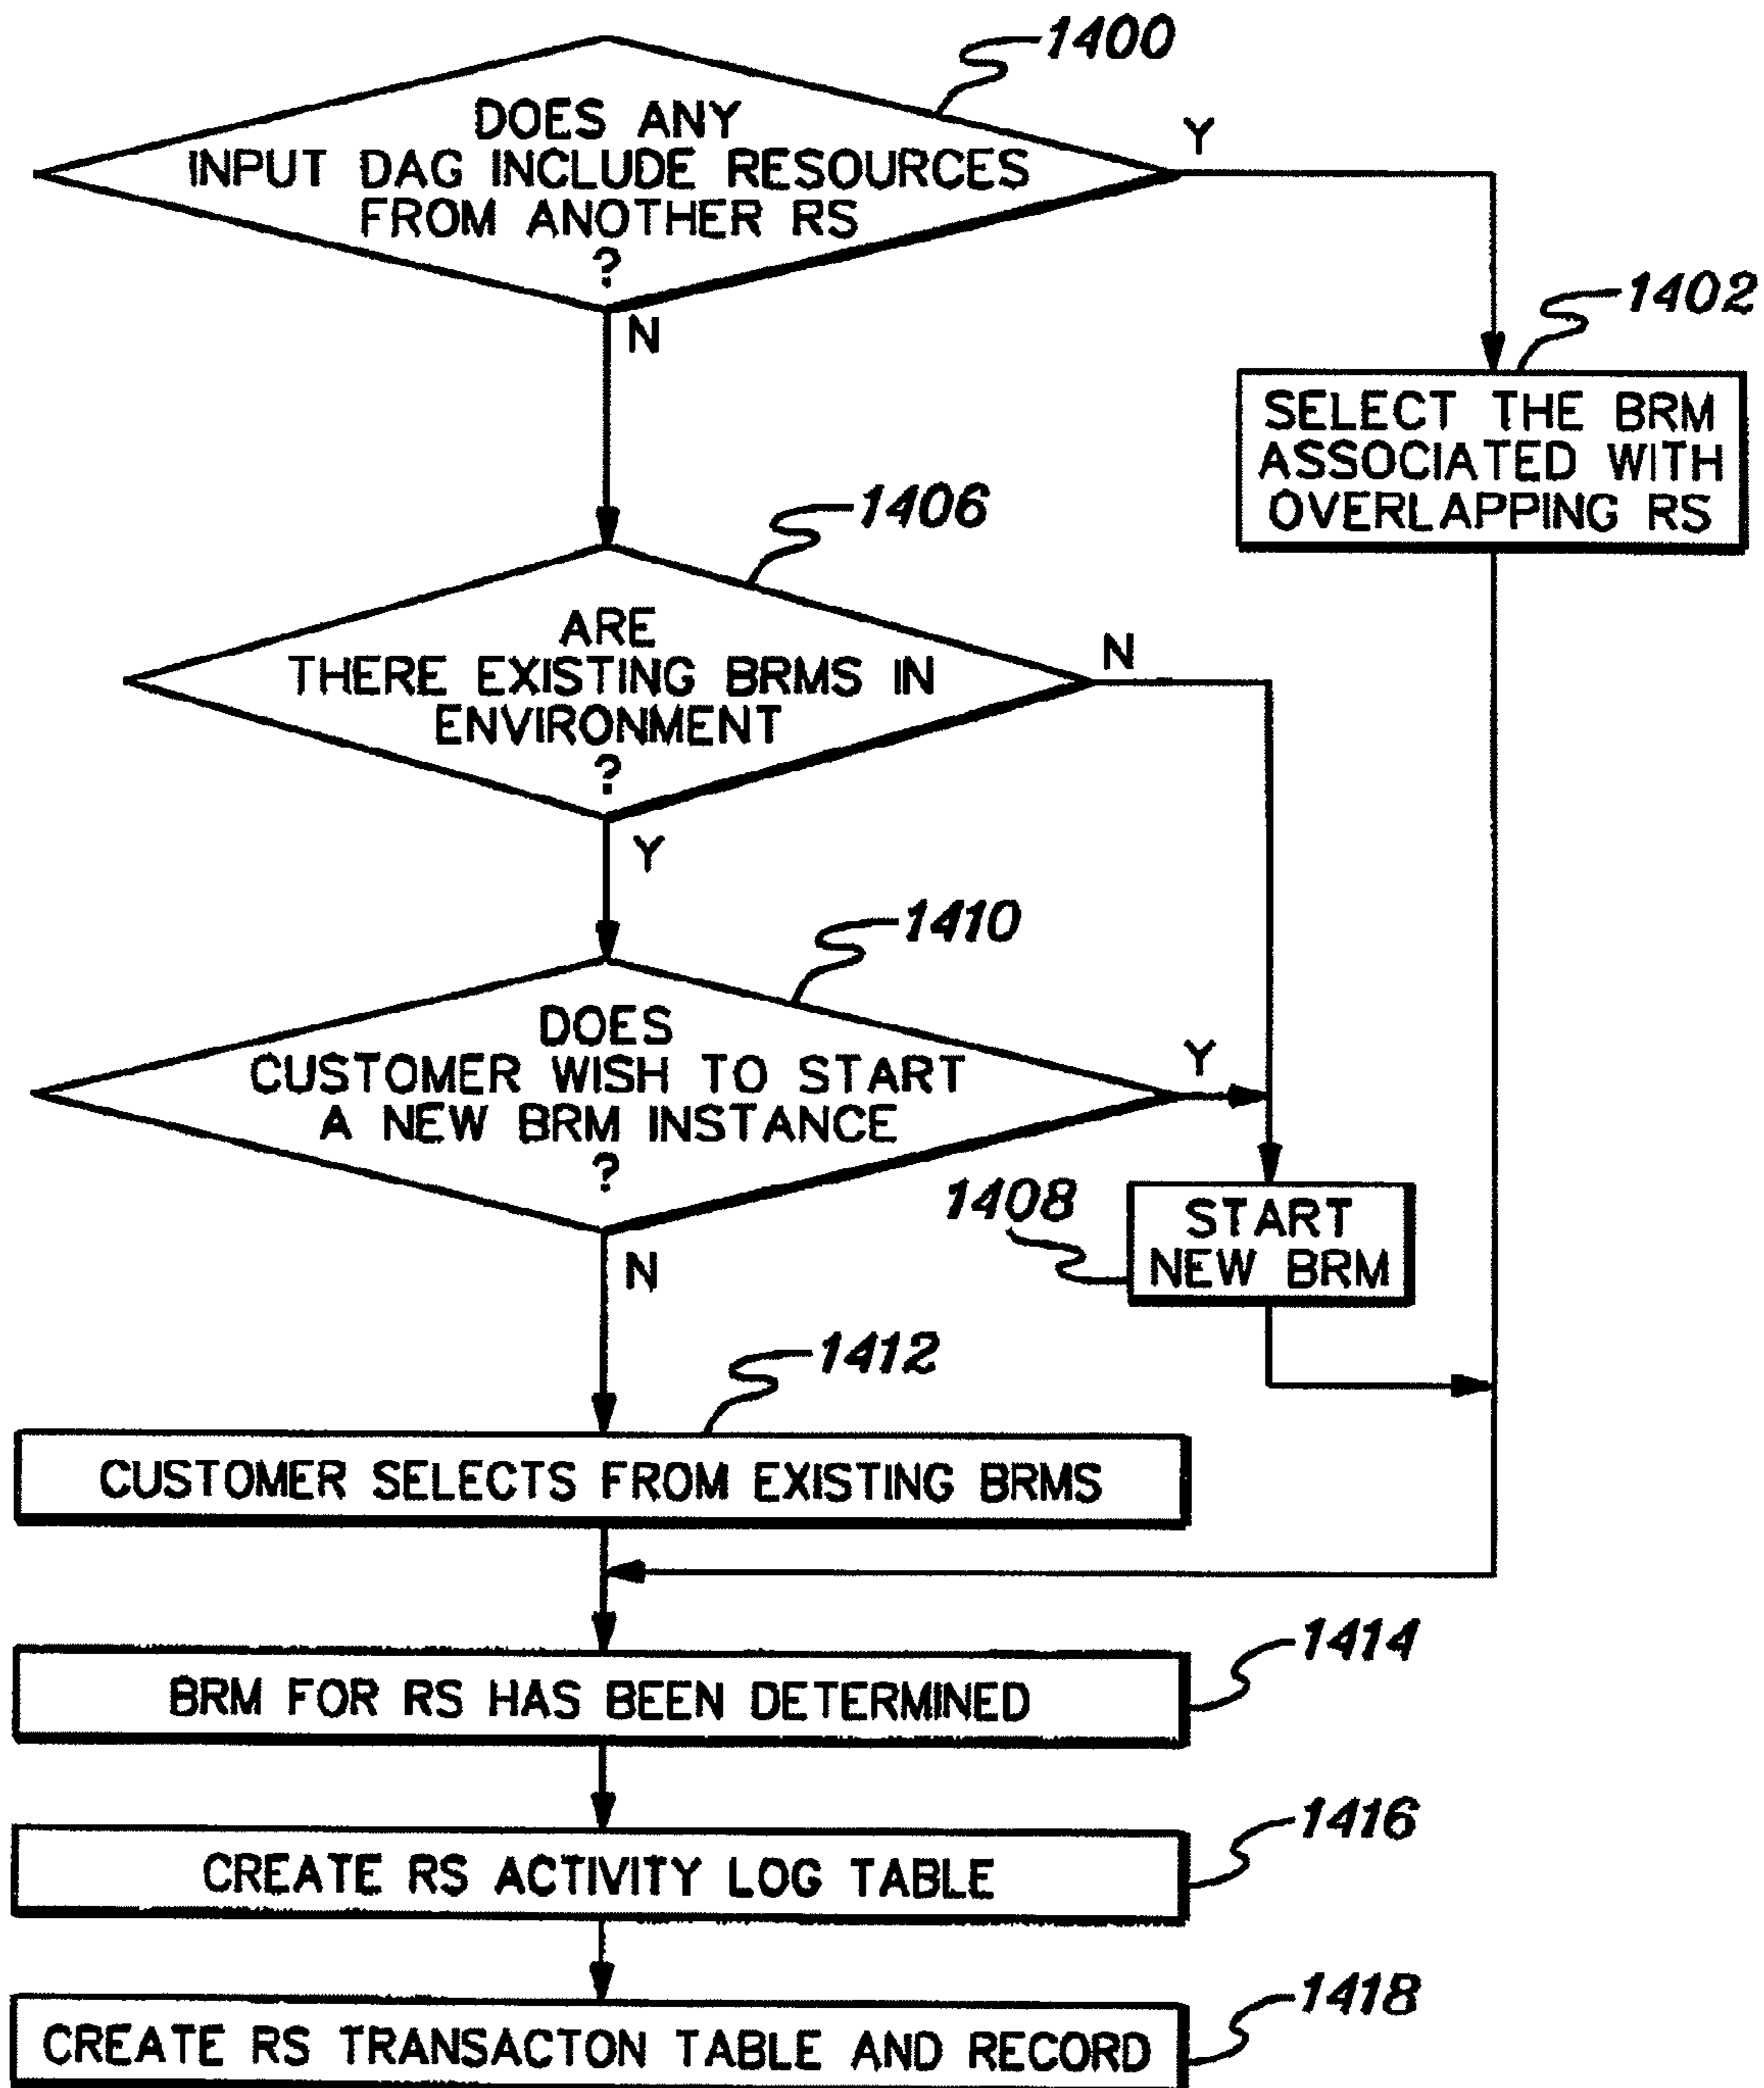 1400
DOES ANY
INPUT DAG INCLUDE RESOURCES
FROM ANOTHER RS
?
Y
N
1402
SELECT THE BRM
ASSOCIATED WITH
OVERLAPPING RS
1406
ARE
THERE EXISTING BRMS IN
ENVIRONMENT
?
N
Y
1410
DOES
CUSTOMER WISH TO START
A NEW BRM INSTANCE
?
Y
N
1408
START
NEW BRM
1412
CUSTOMER SELECTS FROM EXISTING BRMS
1414
BRM FOR RS HAS BEEN DETERMINED
1416
CREATE RS ACTIVITY LOG TABLE
1418
CREATE RS TRANSACTON TABLE AND RECORD